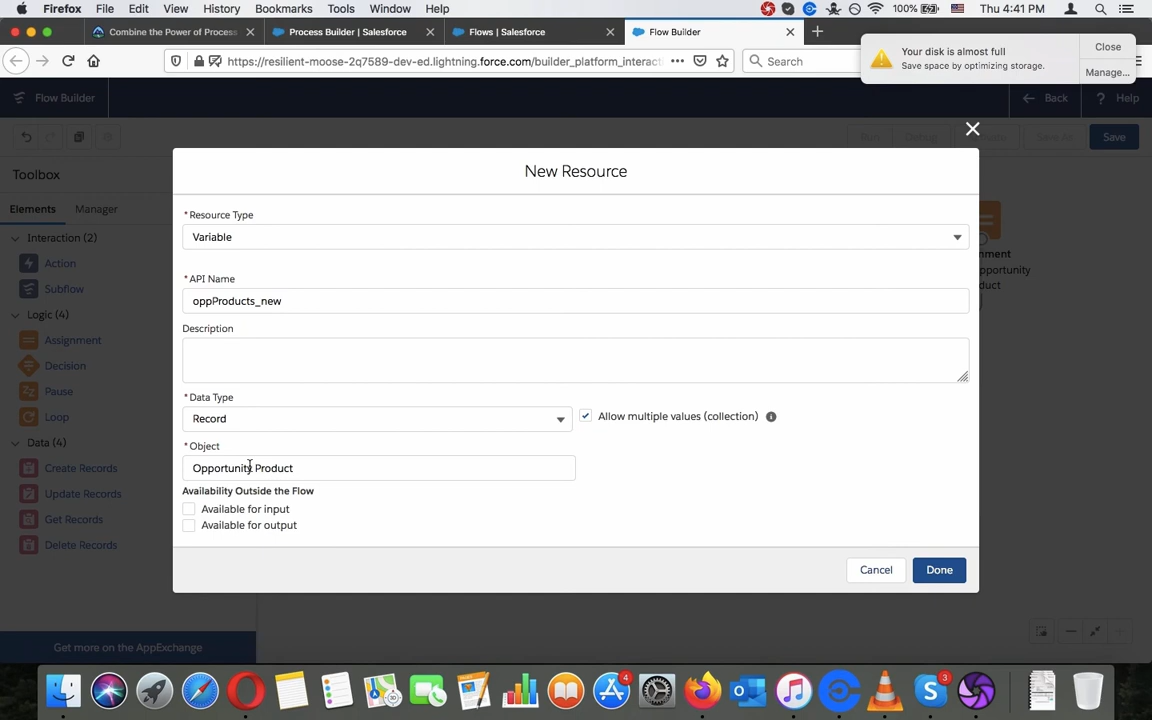 Firefox File Edit View History Bookmarks Tools Window Help 100% Thu 4:41 PM
Combine the Power of Process
Process Builder | Salesforce
Flows | Salesforce
Flow Builder
https://resilient-moose-2q7589-dev-ed.lightning.force.com/builder_platform_interact
Search
Your disk is almost full
Save space by optimizing storage.
Close
Manage...
Flow Builder
Back
? Help
Save
Toolbox
Elements
Manager
Interaction (2)
Action
Subflow
Logic (4)
Assignment
Decision
Pause
Loop
Data (4)
Create Records
Update Records
Get Records
Delete Records
Get more on the AppExchange
New Resource
* Resource Type
Variable
* API Name
oppProducts_new
Description
* Data Type
Record
Allow multiple values (collection)
* Object
Opportunity Product
Availability Outside the Flow
Available for input
Available for output
Cancel
Done
nment
pportunity
duct
4
3